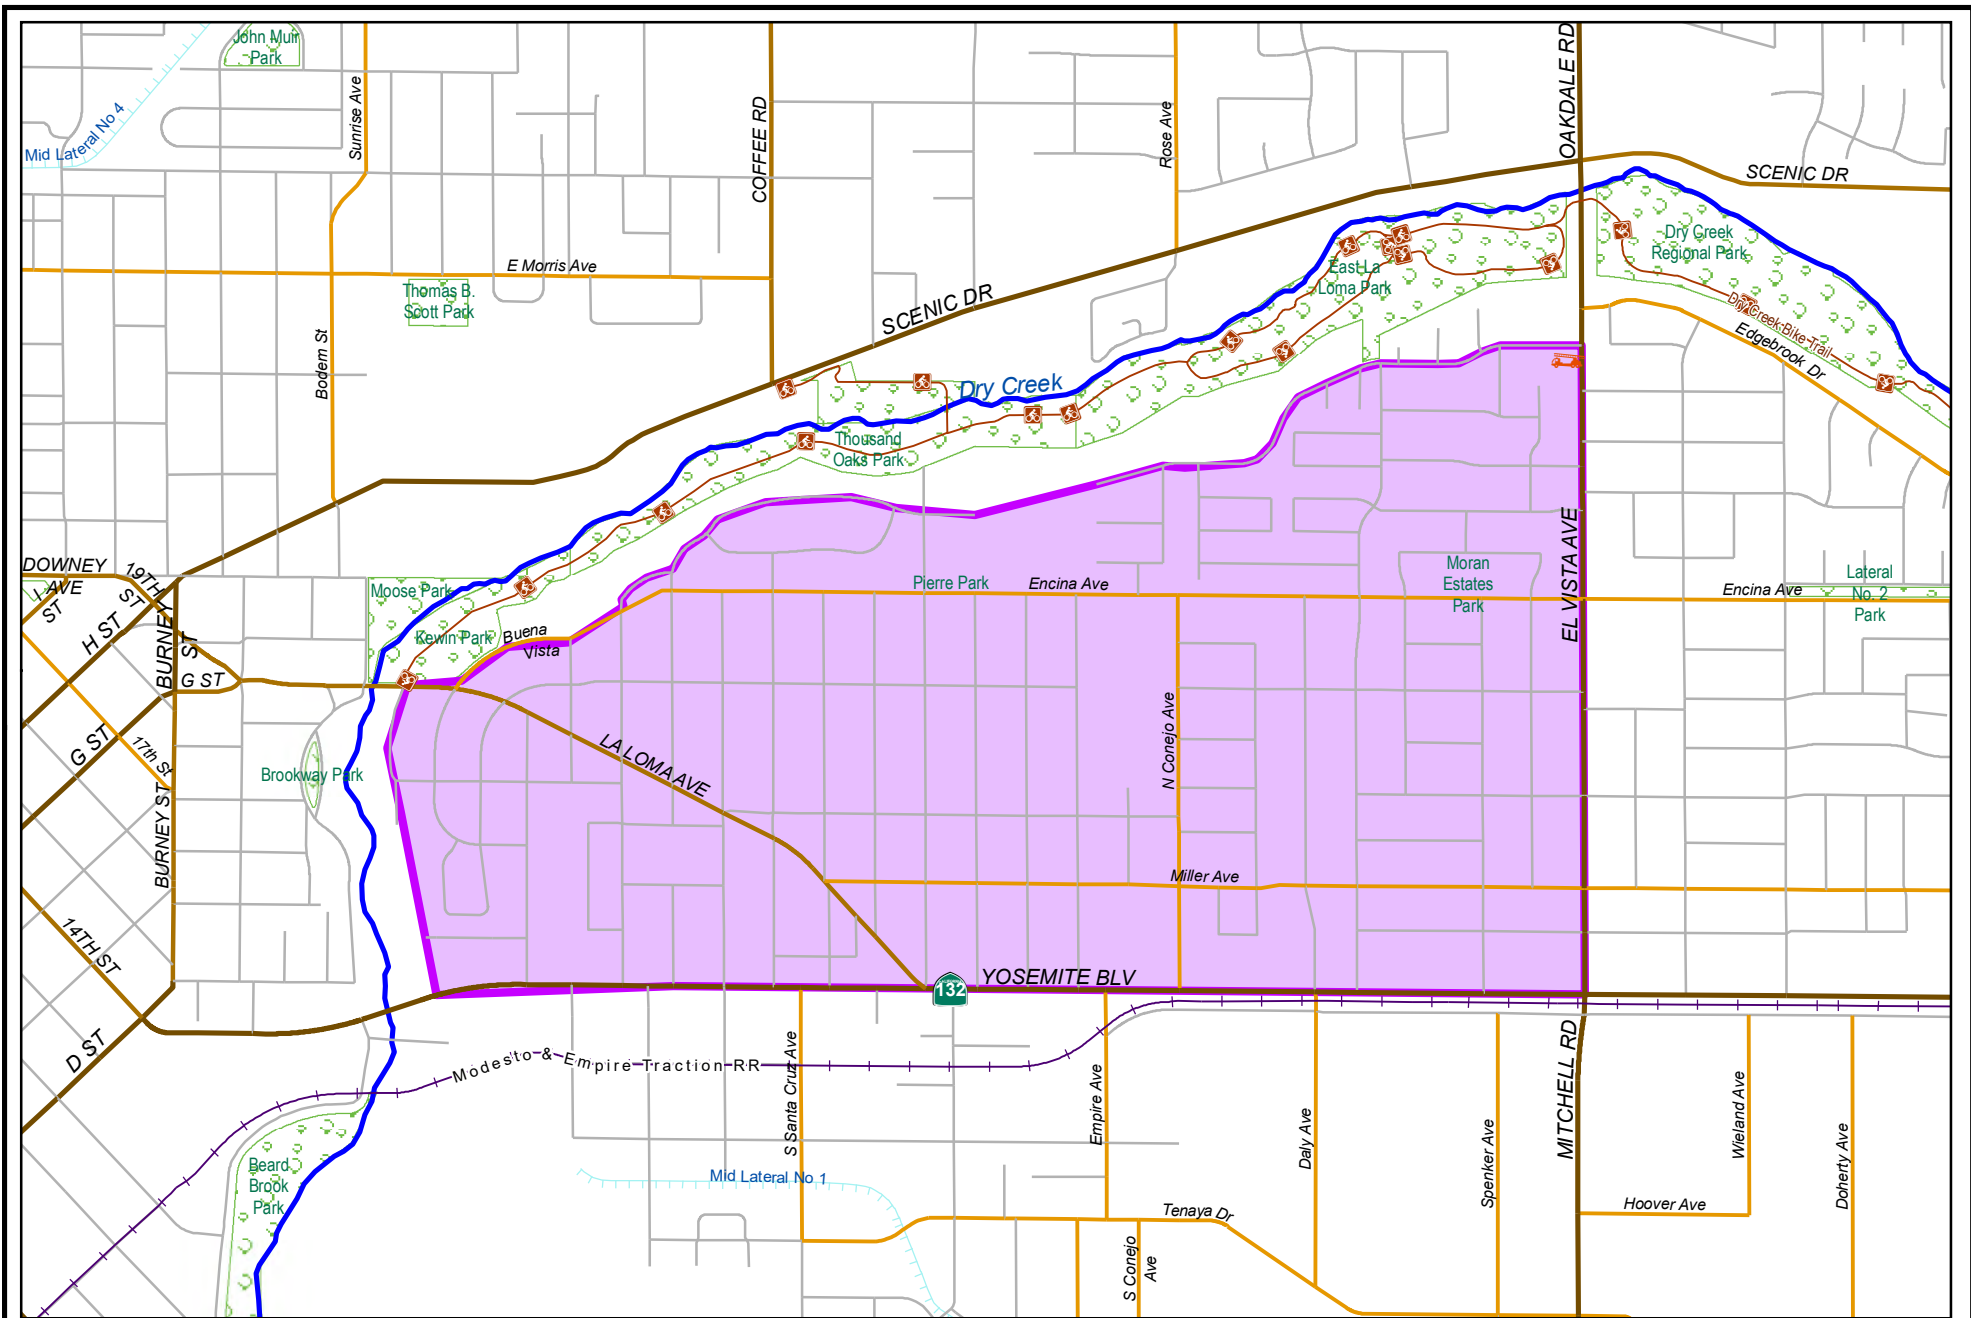 John Muir
Park
Sunrise Ave
COFFEE RD
Rose Ave
OAKDALE RD
Mid Lateral No 4
SCENIC DR
E Morris Ave
Thomas B.
Scott Park
Bodem St
SCENIC DR
East La
Loma Park
Dry Creek
Regional Park
Dry Creek Bike Trail
Edgebrook Dr
Dry Creek
Thousand
Oaks Park
DOWNEY
AVE
I
ST
19TH
ST
H ST
BURNEY
ST
G ST
Moose Park
Kewin Park
Buena
Vista
Pierre Park
Encina Ave
Moran
Estates
Park
EL VISTA AVE
Encina Ave
Lateral
No. 2
Park
G ST
17th St
Brookway Park
LA LOMA AVE
N Conejo Ave
BURNEY ST
Miller Ave
14TH ST
D ST
132
YOSEMITE BLV
Modesto & Empire Traction RR
S Santa Cruz Ave
Empire Ave
Daly Ave
Spenker Ave
MITCHELL RD
Wieland Ave
Doherty Ave
Beard
Brook
Park
Mid Lateral No 1
Tenaya Dr
Hoover Ave
S Conejo
Ave